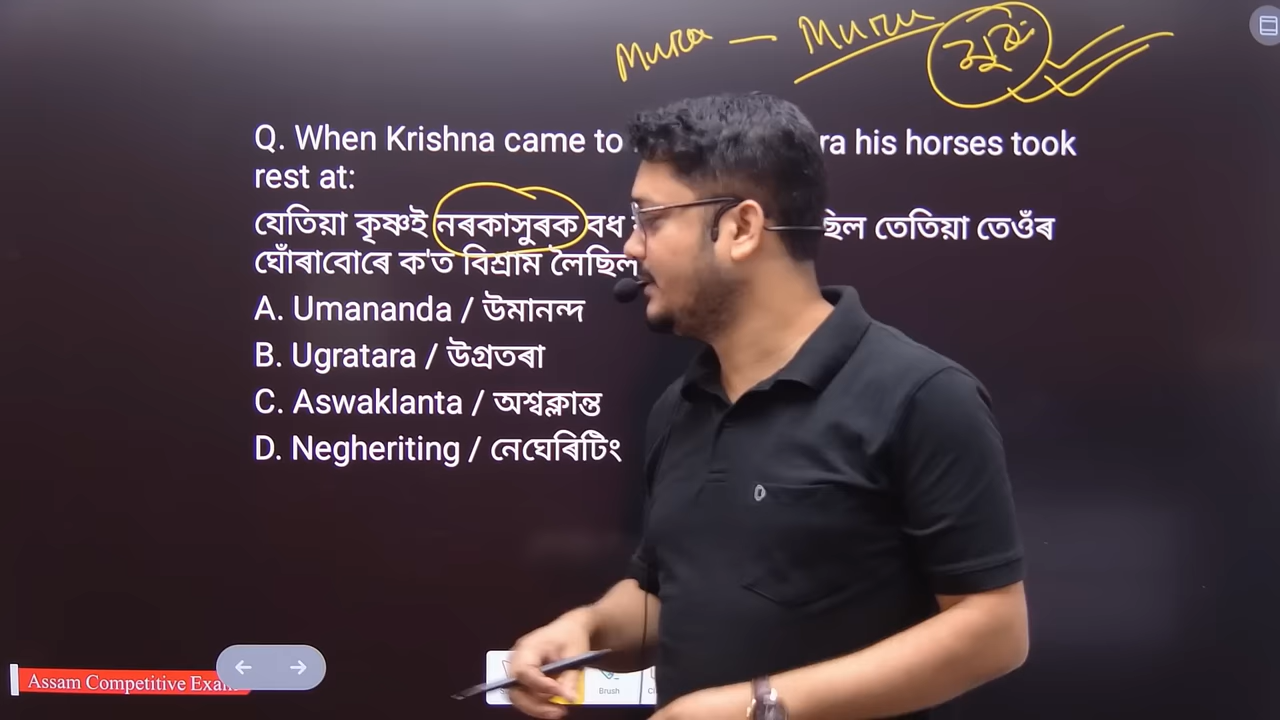 Mura — Muru মুৰঃ
Q. When Krishna came to ra his horses took
rest at:
যেতিয়া কৃষ্ণই নৰকাসুৰক বধ ছিল তেতিয়া তেওঁৰ
ঘোঁৰাবোৰে ক'ত বিশ্ৰাম লৈছিল
A. Umananda / উমানন্দ
B. Ugratara / উগ্ৰতৰা
C. Aswaklanta / অশ্বক্লান্ত
D. Negheriting / নেঘেৰিটিং
Assam Competitive Exam
Brush